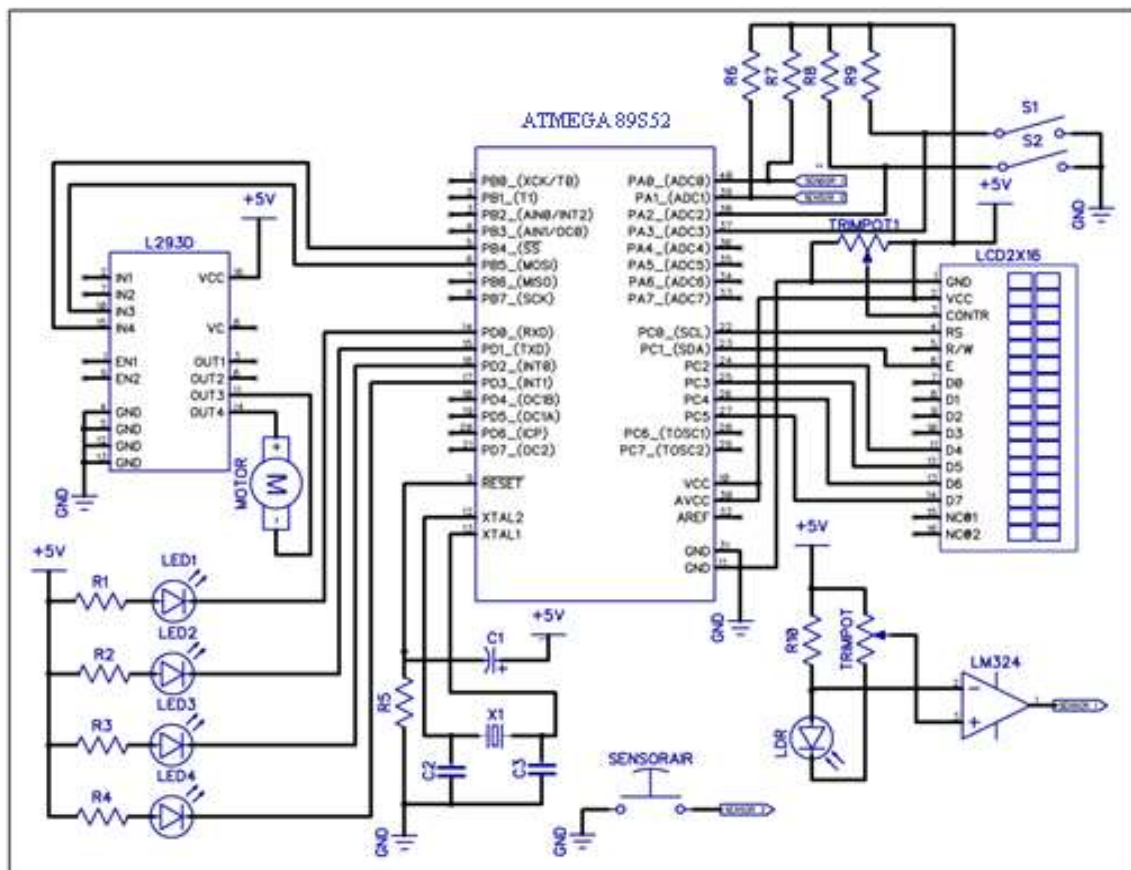 ATMEGA 89S52
R6
R7
R8
R9
S1
S2
+5V
GND
TRIMPOT1
LCD2X16
GND
VCC
CONTR
RS
R/W
E
D0
D1
D2
D3
D4
D5
D6
D7
NC01
NC02
PB0_(XCK/T0)
PB1_(T1)
PB2_(AIN0/INT2)
PB3_(AIN1/OC0)
PB4_(SS)
PB5_(MOSI)
PB6_(MISO)
PB7_(SCK)
PD0_(RXD)
PD1_(TXD)
PD2_(INT0)
PD3_(INT1)
PD4_(OC1B)
PD5_(OC1A)
PD6_(ICP)
PD7_(OC2)
RESET
XTAL2
XTAL1
PA0_(ADC0)
PA1_(ADC1)
PA2_(ADC2)
PA3_(ADC3)
PA4_(ADC4)
PA5_(ADC5)
PA6_(ADC6)
PA7_(ADC7)
PC0_(SCL)
PC1_(SDA)
PC2
PC3
PC4
PC5
PC6_(TOSC1)
PC7_(TOSC2)
VCC
AVCC
AREF
GND
GND
GND
+5V
L293D
IN1
IN2
IN3
IN4
EN1
EN2
GND
GND
GND
GND
VCC
VC
OUT1
OUT2
OUT3
OUT4
GND
MOTOR
+
M
-
+5V
R1
LED1
R2
LED2
R3
LED3
R4
LED4
+5V
C1
+
R5
X1
C2
C3
GND
SENSORAIR
GND
+5V
R10
TRIMPOT
LDR
LM324
-
+